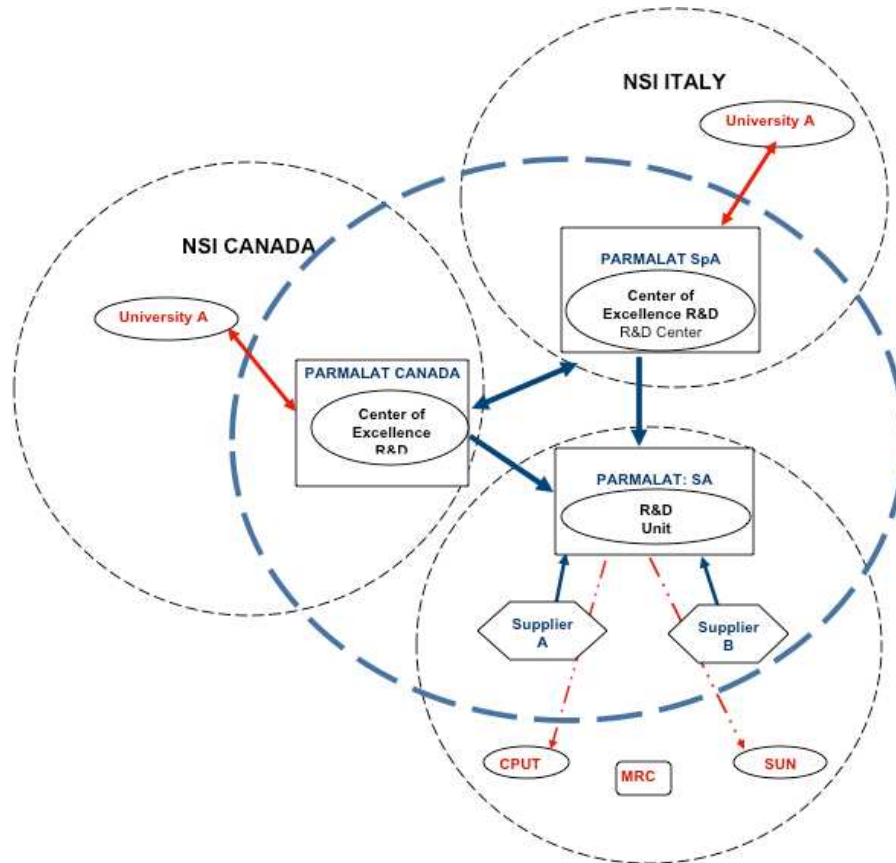 NSI ITALY
University A
NSI CANADA
PARMALAT SpA
Center of
Excellence R&D
R&D Center
University A
PARMALAT CANADA
Center of
Excellence
R&D
PARMALAT: SA
R&D
Unit
Supplier
A
Supplier
B
CPUT
MRC
SUN